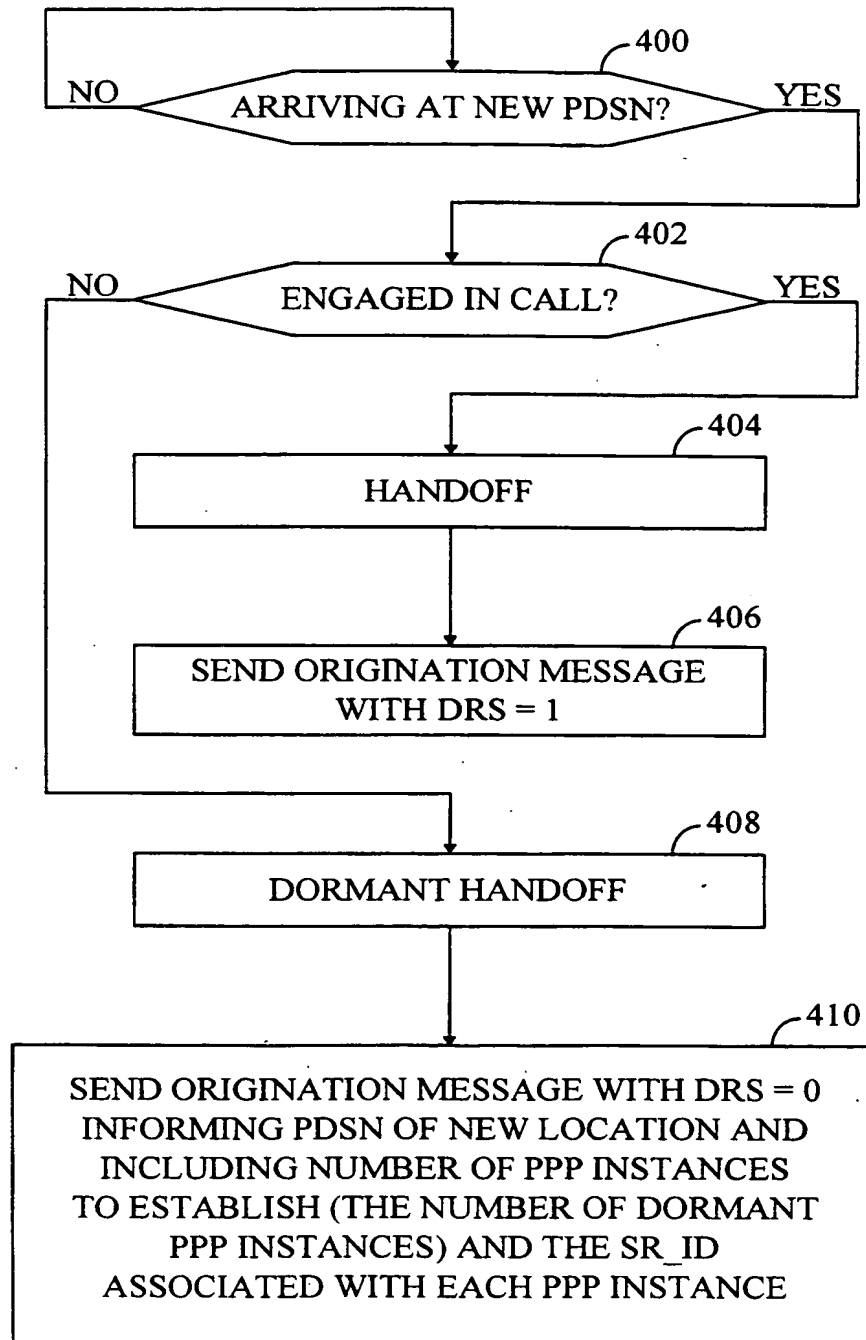 400
NO
ARRIVING AT NEW PDSN?
YES
402
NO
ENGAGED IN CALL?
YES
404
HANDOFF
406
SEND ORIGINATION MESSAGE
WITH DRS = 1
408
DORMANT HANDOFF
410
SEND ORIGINATION MESSAGE WITH DRS = 0
INFORMING PDSN OF NEW LOCATION AND
INCLUDING NUMBER OF PPP INSTANCES
TO ESTABLISH (THE NUMBER OF DORMANT
PPP INSTANCES) AND THE SR_ID
ASSOCIATED WITH EACH PPP INSTANCE